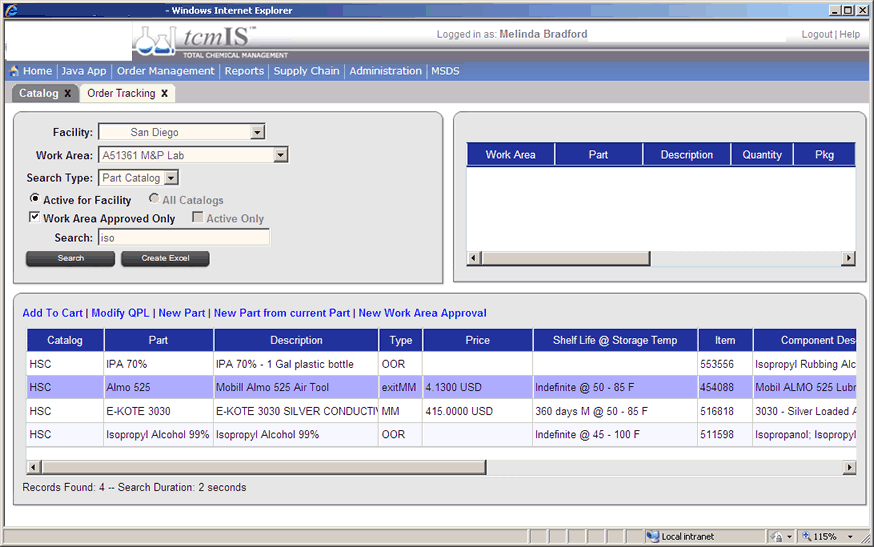 - Windows Internet Explorer
tcmIS™
TOTAL CHEMICAL MANAGEMENT
Logged in as: Melinda Bradford
Logout | Help
Home | Java App | Order Management | Reports | Supply Chain | Administration | MSDS
Catalog x Order Tracking x
Facility: San Diego
Work Area: A51361 M&P Lab
Search Type: Part Catalog
Active for Facility All Catalogs
Work Area Approved Only Active Only
Search: iso
Search Create Excel
Work Area Part Description Quantity Pkg
Add To Cart | Modify QPL | New Part | New Part from current Part | New Work Area Approval
Catalog Part Description Type Price Shelf Life @ Storage Temp Item Component Des
HSC IPA 70% IPA 70% - 1 Gal plastic bottle OOR 553556 Isopropyl Rubbing Alc
HSC Almo 525 Mobill Almo 525 Air Tool exitMM 4.1300 USD Indefinite @ 50 - 85 F 454088 Mobil ALMO 525 Lubr
HSC E-KOTE 3030 E-KOTE 3030 SILVER CONDUCTIV MM 415.0000 USD 360 days M @ 50 - 85 F 516818 3030 - Silver Loaded A
HSC Isopropyl Alcohol 99% Isopropyl Alcohol 99% OOR Indefinite @ 45 - 100 F 511598 Isopropanol; Isopropyl
Records Found: 4 -- Search Duration: 2 seconds
Local intranet
115%